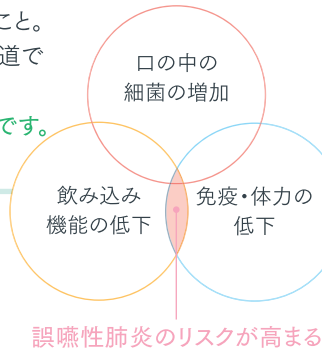 こと。
道で
です。
口の中の
細菌の増加
飲み込み
機能の低下
免疫・体力の
低下
誤嚥性肺炎のリスクが高まる